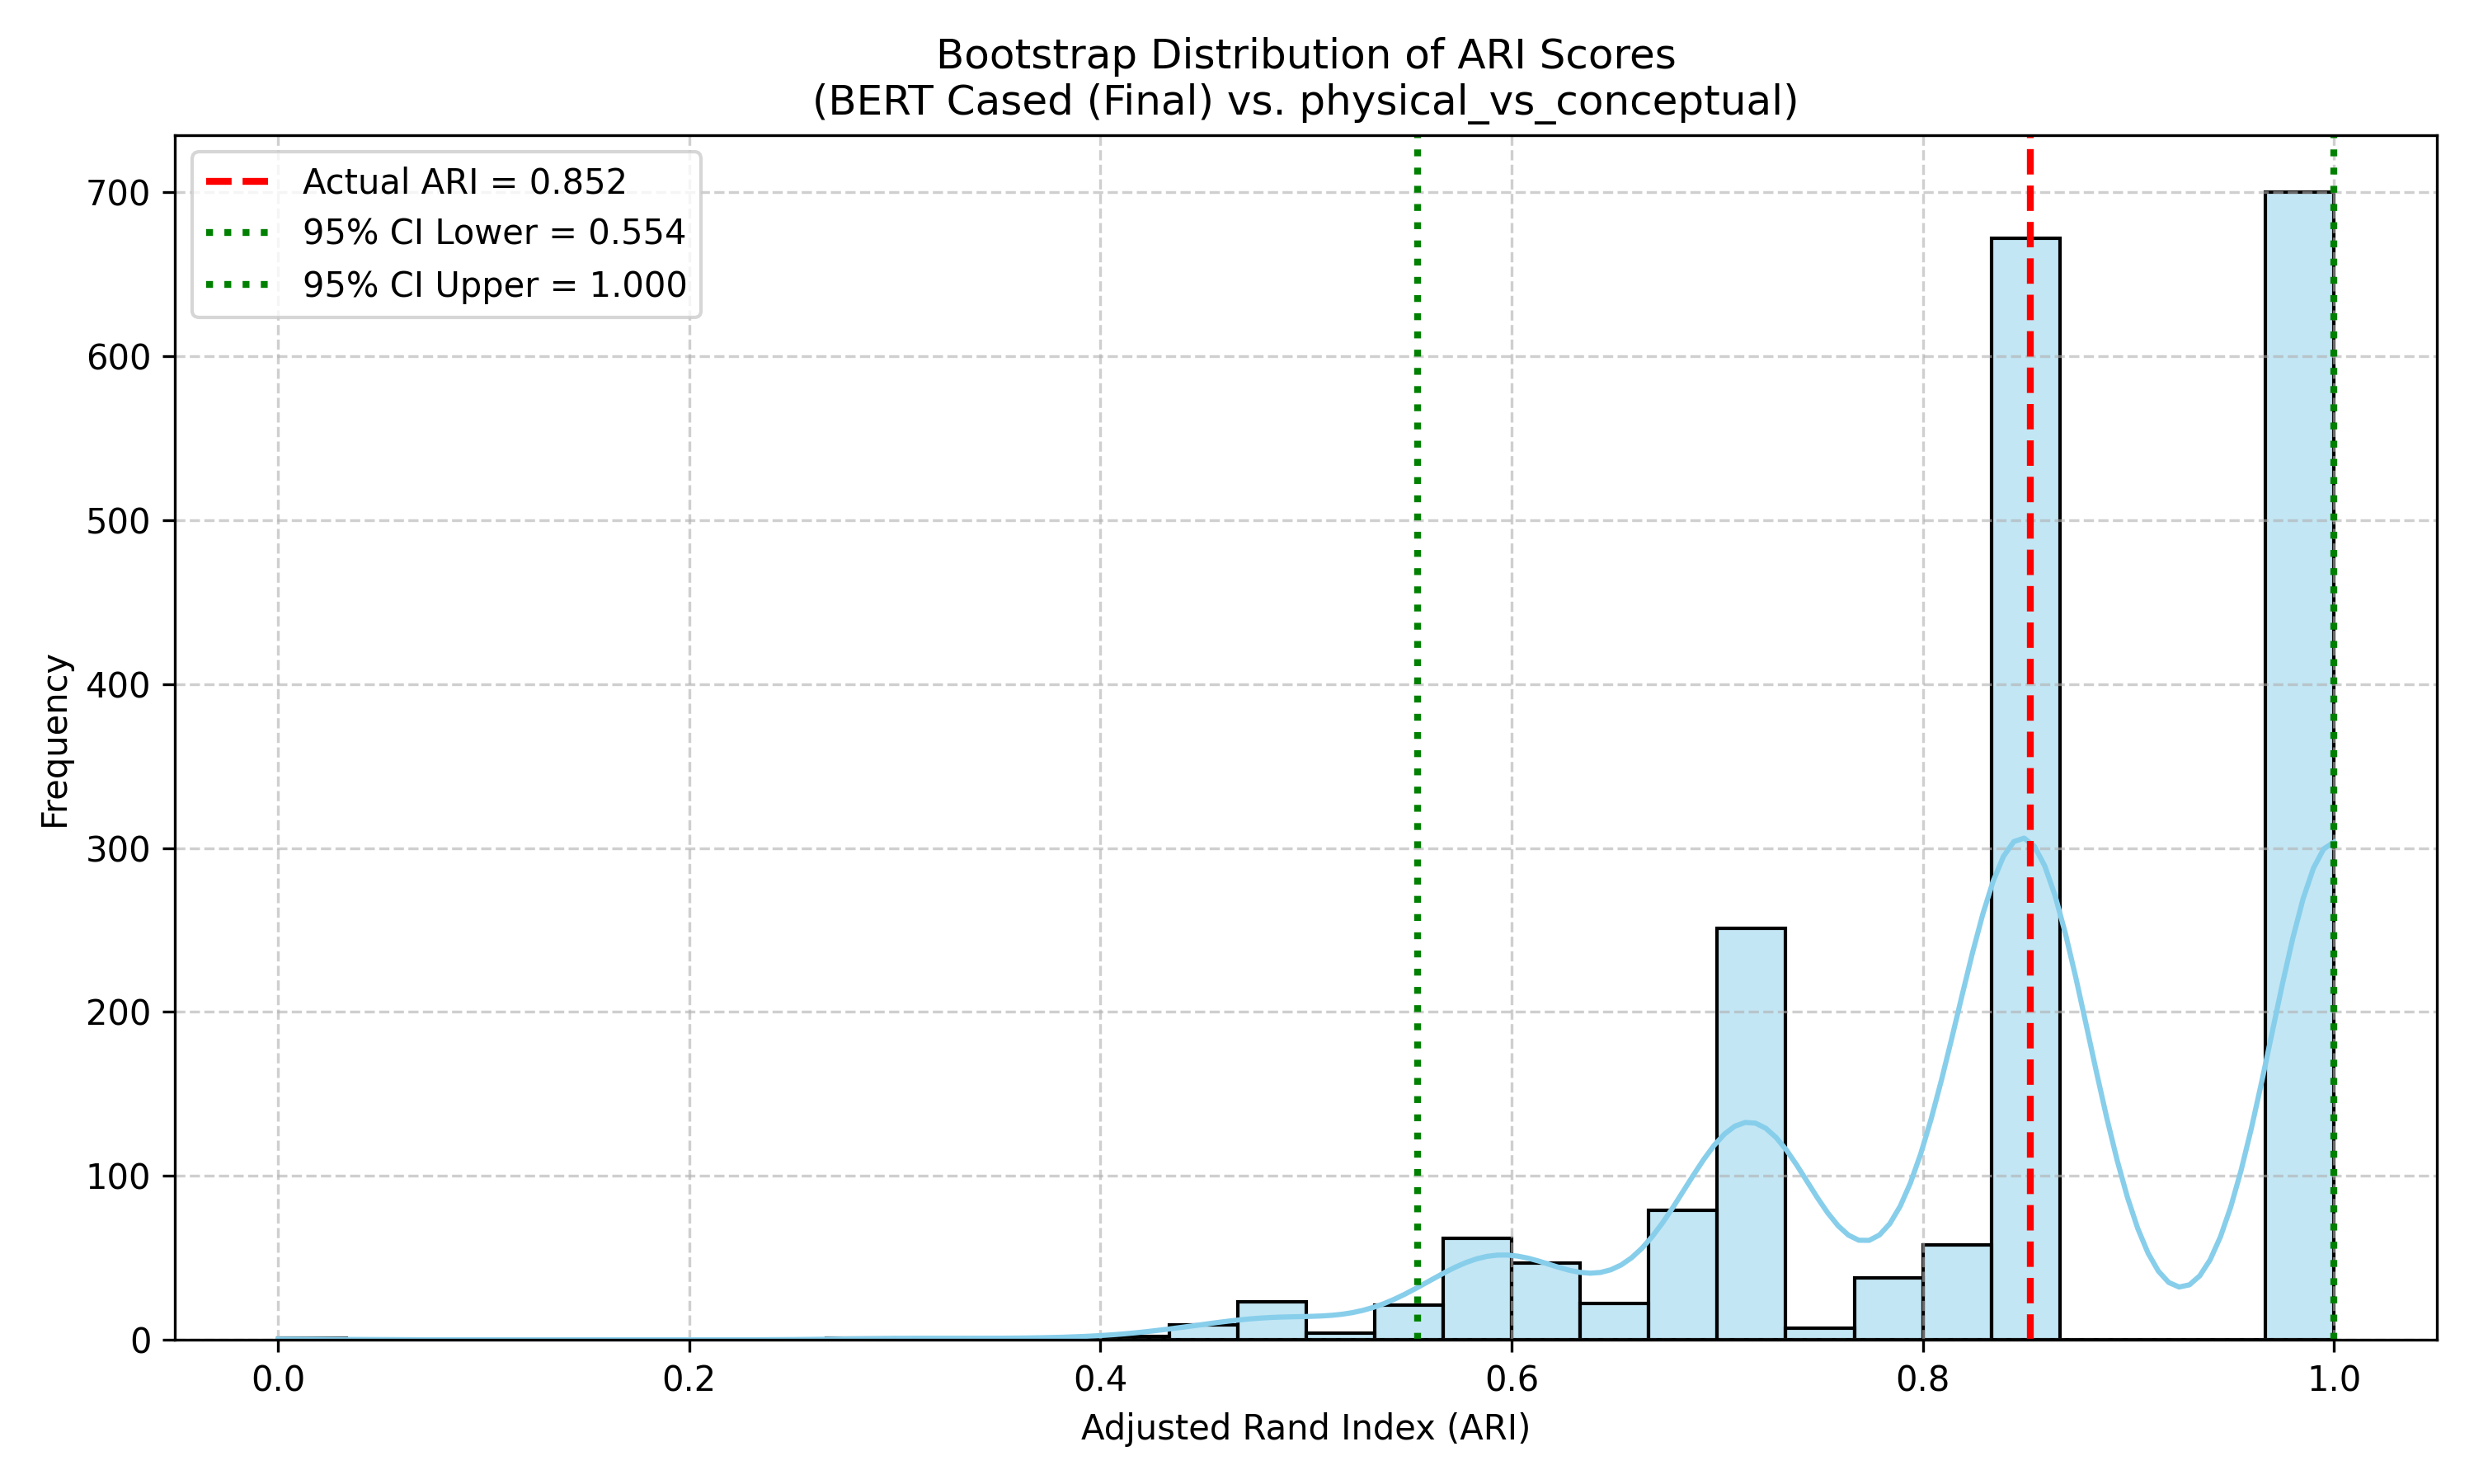 Bootstrap Distribution of ARI Scores
(BERT Cased (Final) vs. physical_vs_conceptual)
Actual ARI = 0.852
95% CI Lower = 0.554
95% CI Upper = 1.000
700
600
500
400
300
200
100
0
Frequency
0.0 0.2 0.4 0.6 0.8 1.0
Adjusted Rand Index (ARI)